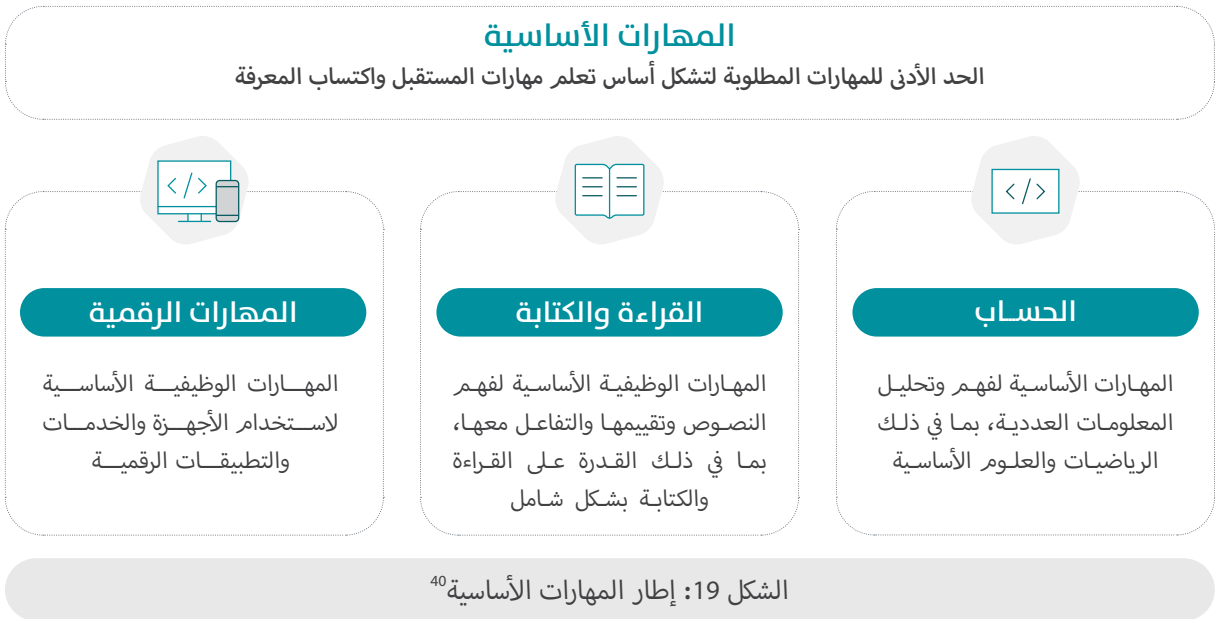 المهارات الأساسية
الحد الأدنى للمهارات المطلوبة لتشكل أساس تعلم مهارات المستقبل واكتساب المعرفة
</>
الحساب
المهارات الأساسية لفهم وتحليل
المعلومات العددية، بما في ذلك
الرياضيات والعلوم الأساسية
القراءة والكتابة
المهارات الوظيفية الأساسية لفهم
النصوص وتقييمها والتفاعل معها،
بما في ذلك القدرة على القراءة
والكتابة بشكل شامل
</>
المهارات الرقمية
المهارات الوظيفية الأساسية
لاستخدام الأجهزة والخدمات
والتطبيقات الرقمية
الشكل 19: إطار المهارات الأساسية40